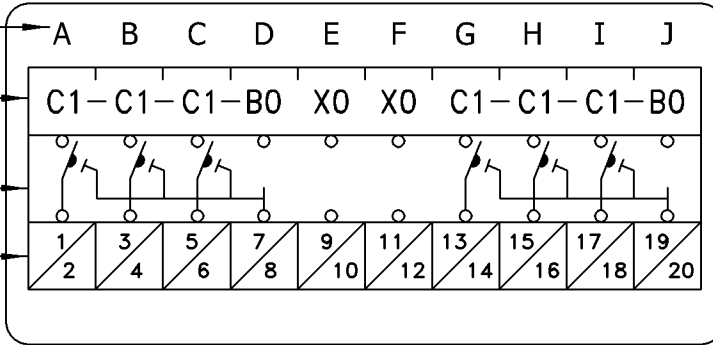 A B C D E F G H I J
C1-C1-C1-B0 X0 X0 C1-C1-C1-B0
1 3 5 7 9 11 13 15 17 19
2 4 6 8 10 12 14 16 18 20